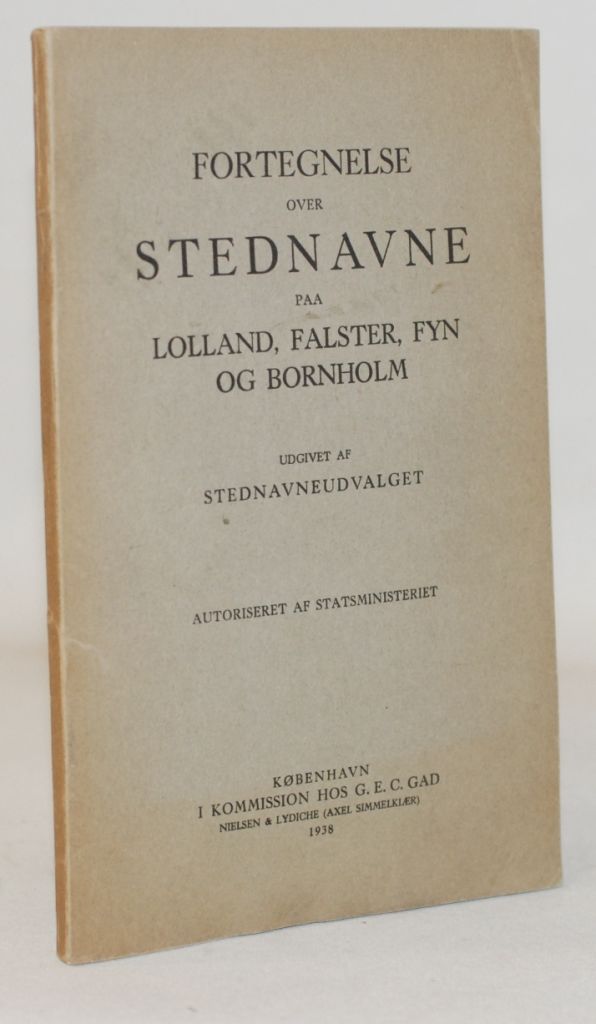 FORTEGNELSE
OVER
STEDNAVNE
PAA
LOLLAND, FALSTER, FYN
OG BORNHOLM
UDGIVET AF
STEDNAVNEUDVALGET
AUTORISERET AF STATSMINISTERIET
KØBENHAVN
I KOMMISSION HOS G. E. C. GAD
NIELSEN & LYDICHE (AXEL SIMMELKIÆR)
1938